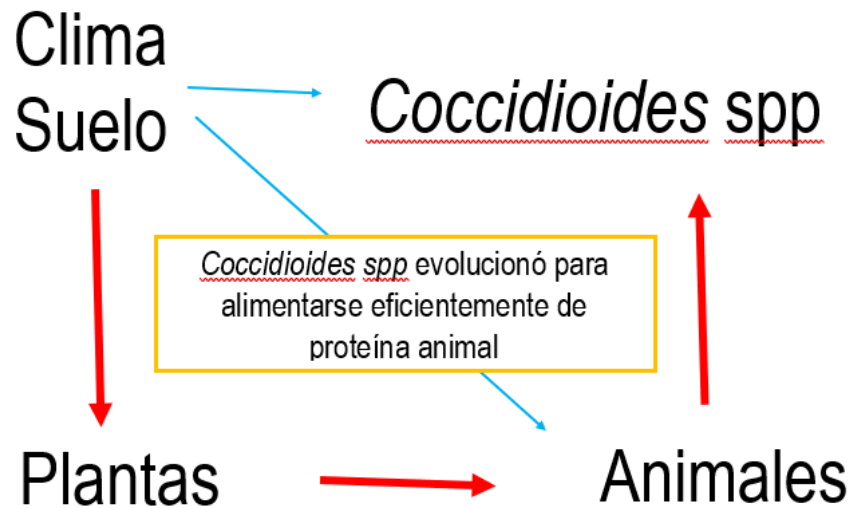 Clima
Suelo
Coccidioides spp
Coccidioides spp evolucionó para
alimentarse eficientemente de
proteína animal
Plantas
Animales